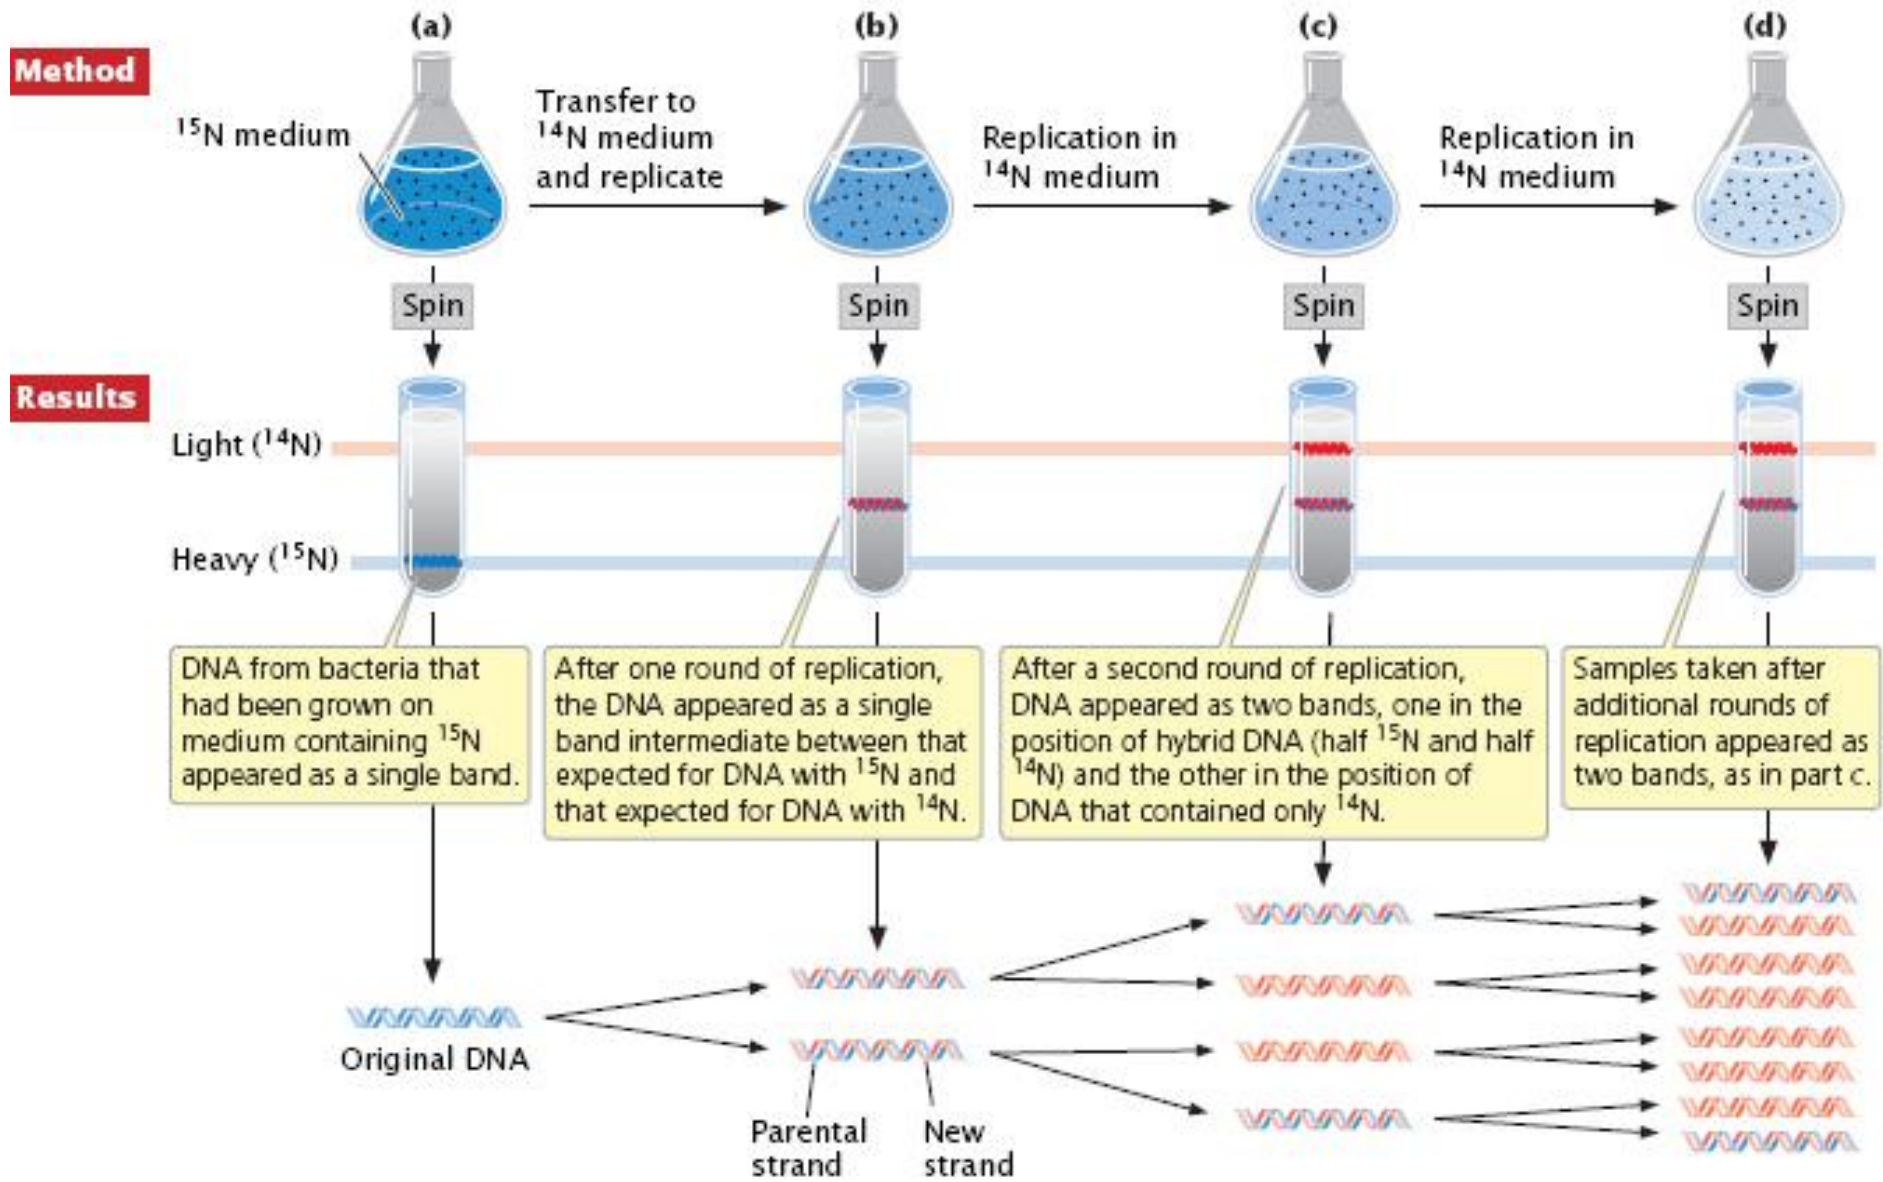 (a)
(b)
(c)
(d)
Method
¹⁵N medium
Transfer to
¹⁴N medium
and replicate
Replication in
¹⁴N medium
Replication in
¹⁴N medium
Spin
Spin
Spin
Spin
Results
Light (¹⁴N)
Heavy (¹⁵N)
DNA from bacteria that
had been grown on
medium containing ¹⁵N
appeared as a single band.
After one round of replication,
the DNA appeared as a single
band intermediate between that
expected for DNA with ¹⁵N and
that expected for DNA with ¹⁴N.
After a second round of replication,
DNA appeared as two bands, one in the
position of hybrid DNA (half ¹⁵N and half
¹⁴N) and the other in the position of
DNA that contained only ¹⁴N.
Samples taken after
additional rounds of
replication appeared as
two bands, as in part c.
Original DNA
Parental
strand
New
strand